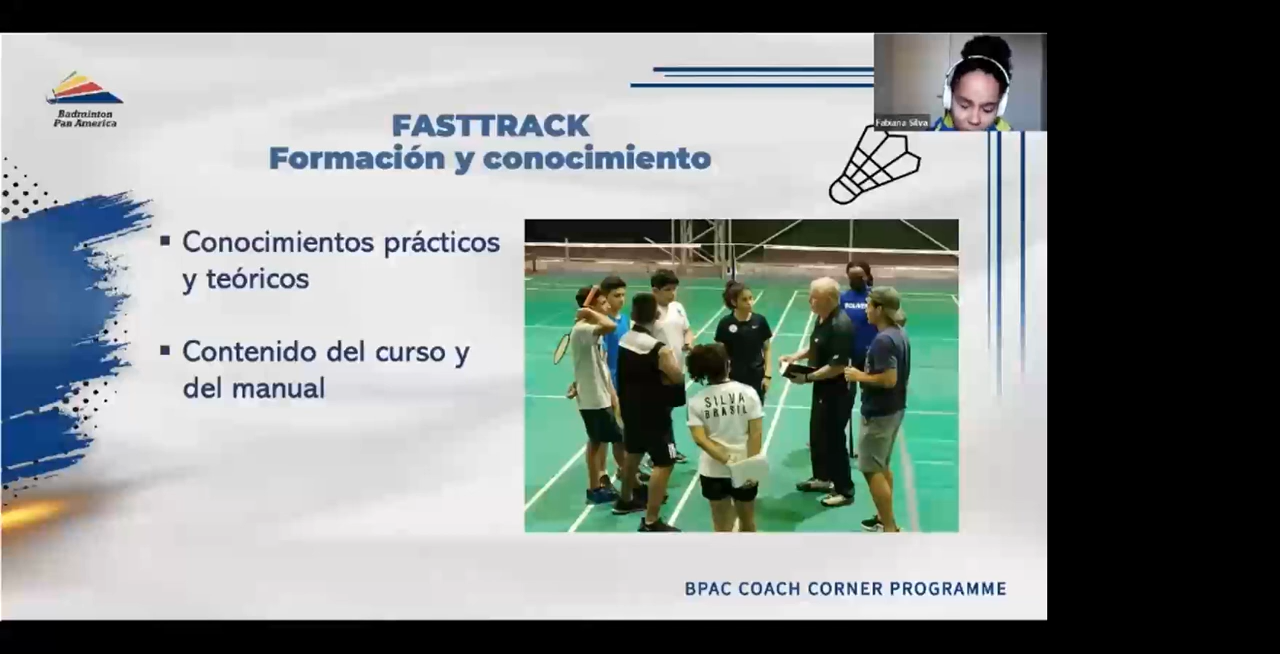 Badminton
Pan America
FASTTRACK
Formación y conocimiento
Fabiana Silva
▪ Conocimientos prácticos
y teóricos
▪ Contenido del curso y
del manual
SILVA
BRASIL
BPAC COACH CORNER PROGRAMME